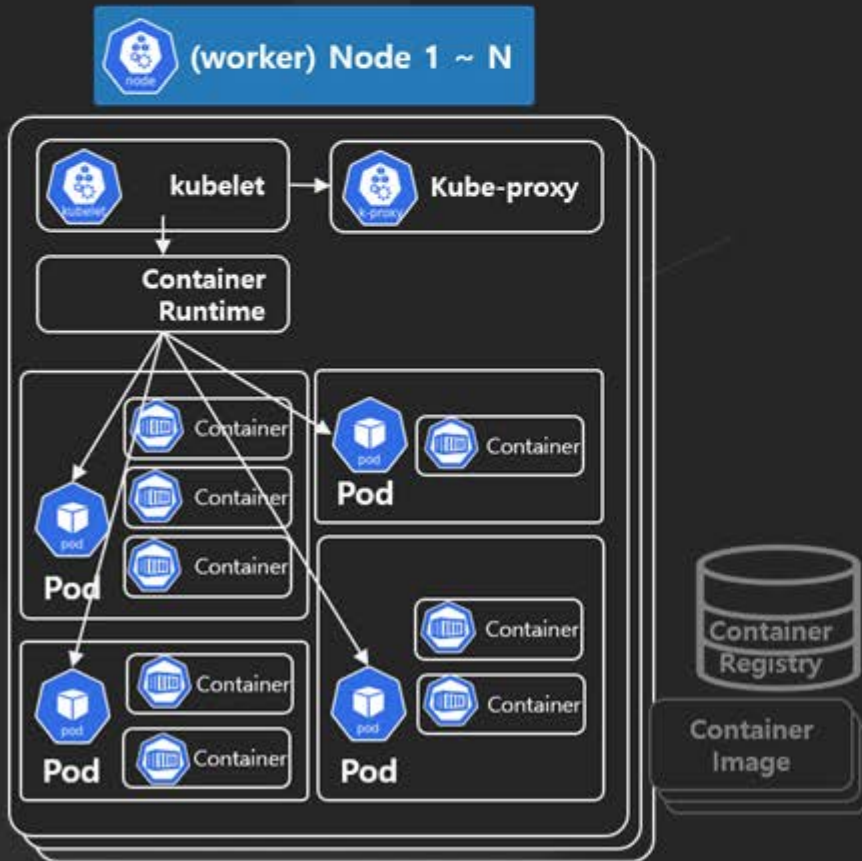 node
(worker) Node 1 ~ N
kubelet
kubelet
k-proxy
Kube-proxy
Container
Runtime
Container
Container
Container
pod
Pod
pod
Pod
Container
Container
Container
pod
Pod
Container
Container
pod
Pod
Container
Registry
Container
Image